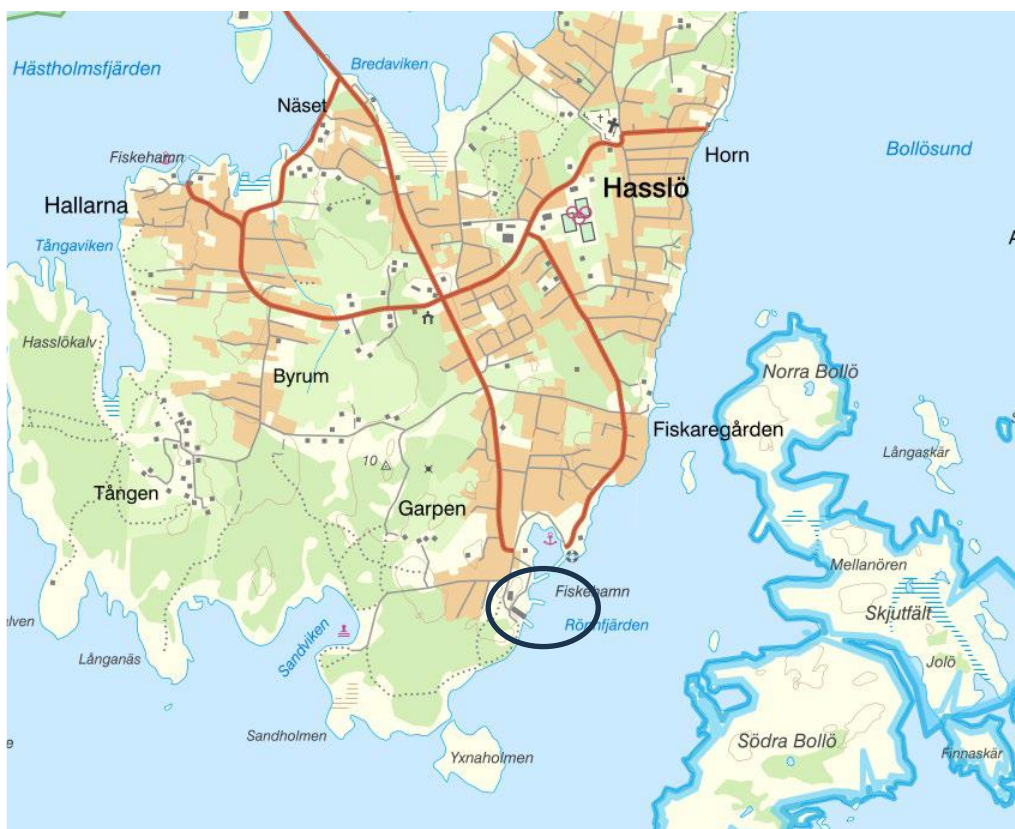 Hästholmsfjärden
Bredaviken
Näset
Fiskehamn
Horn
Bollösund
Hasslö
Hallarna
Tångaviken
Hasslökalv
Norra Bollö
Byrum
Fiskaregården
Långaskär
10
Tången
Garpen
Mellanören
Fiskehamn
Skjutfält
Sandviken
Långanäs
Jolö
Sandholmen
Södra Bollö
Yxnaholmen
Finnaskär